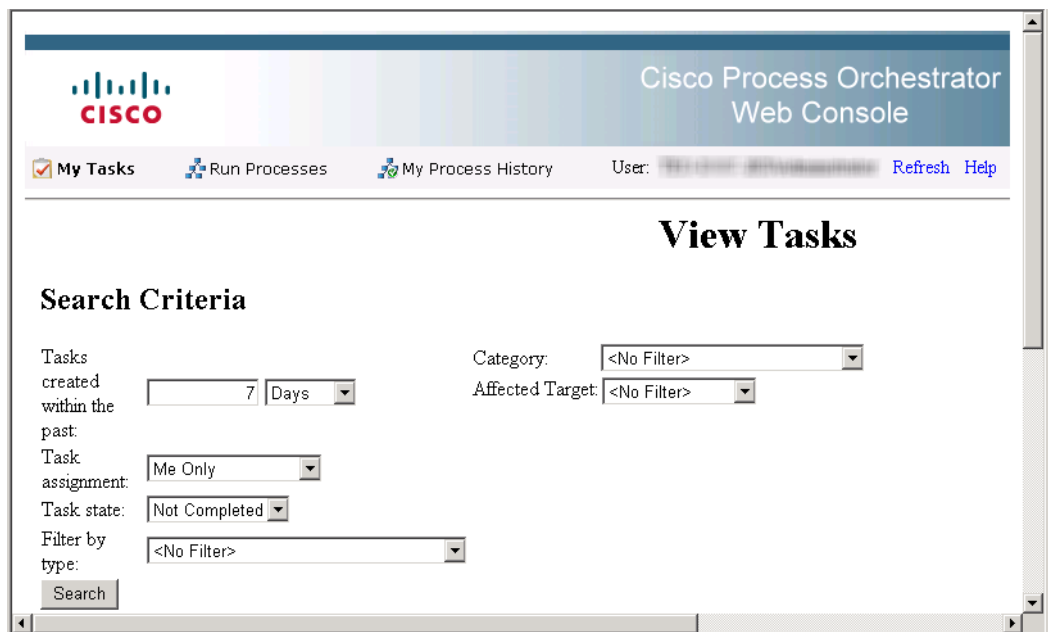 CISCO
Cisco Process Orchestrator
Web Console
My Tasks Run Processes My Process History User: Refresh Help
View Tasks
Search Criteria
Tasks
created
within the
past:
7 Days
Category: <No Filter>
Affected Target: <No Filter>
Task
assignment:
Me Only
Task state: Not Completed
Filter by
type:
<No Filter>
Search